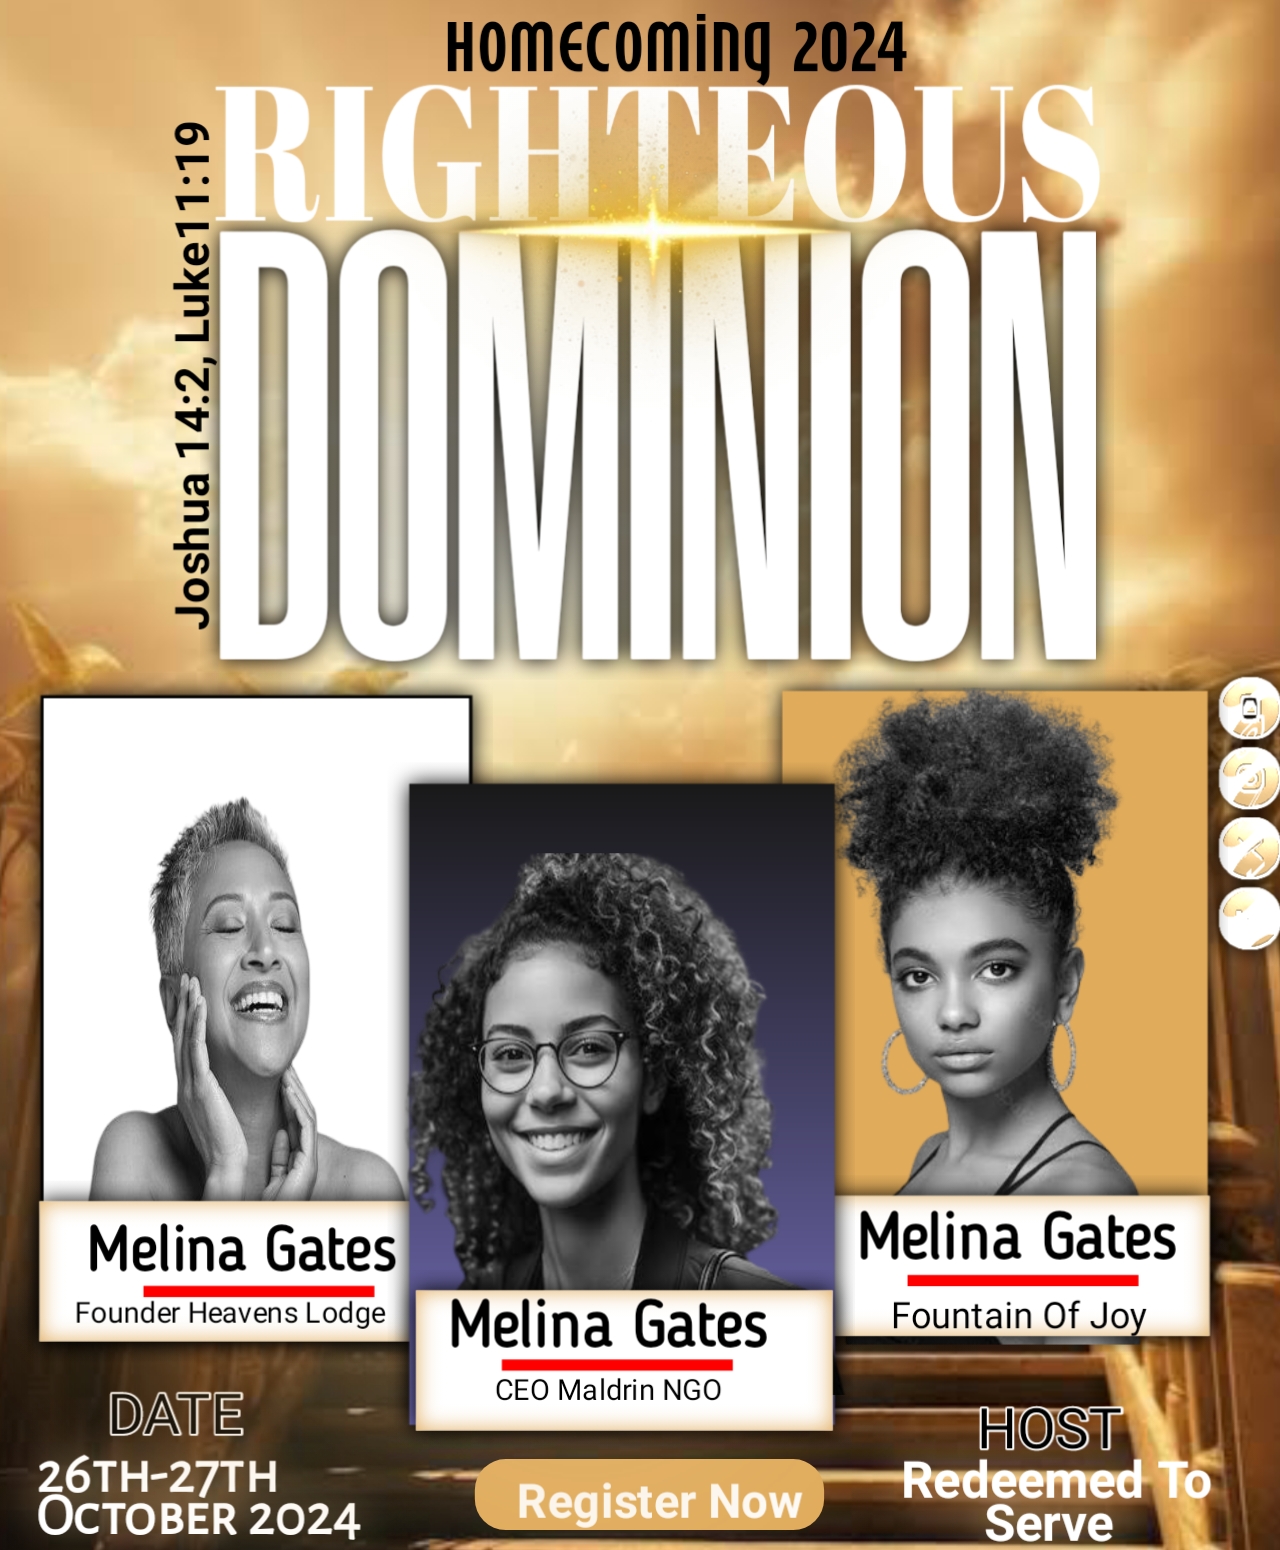 Homecoming 2024
RIGHTEOUS
DOMINION
Joshua 14:2, Luke11:19
Melina Gates
Founder Heavens Lodge
Melina Gates
CEO Maldrin NGO
Melina Gates
Fountain Of Joy
DATE
26TH-27TH
OCTOBER 2024
Register Now
HOST
Redeemed To
Serve